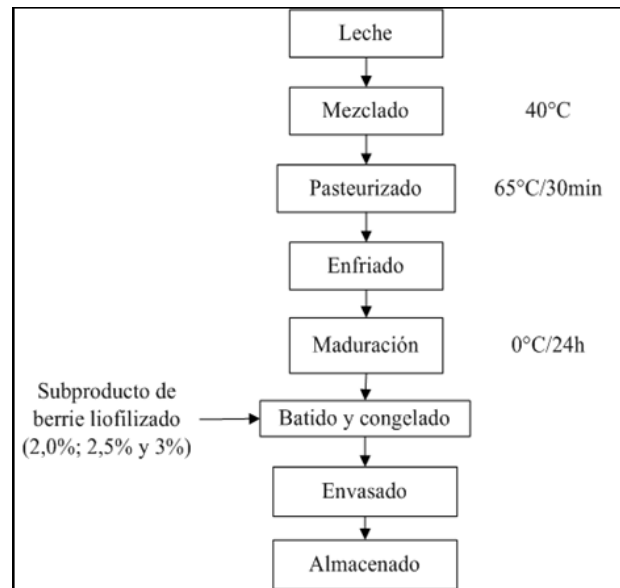 Leche
Mezclado
40°C
Pasteurizado
65°C/30min
Enfriado
Maduración
0°C/24h
Subproducto de
berrie liofilizado
(2,0%; 2,5% y 3%)
Batido y congelado
Envasado
Almacenado